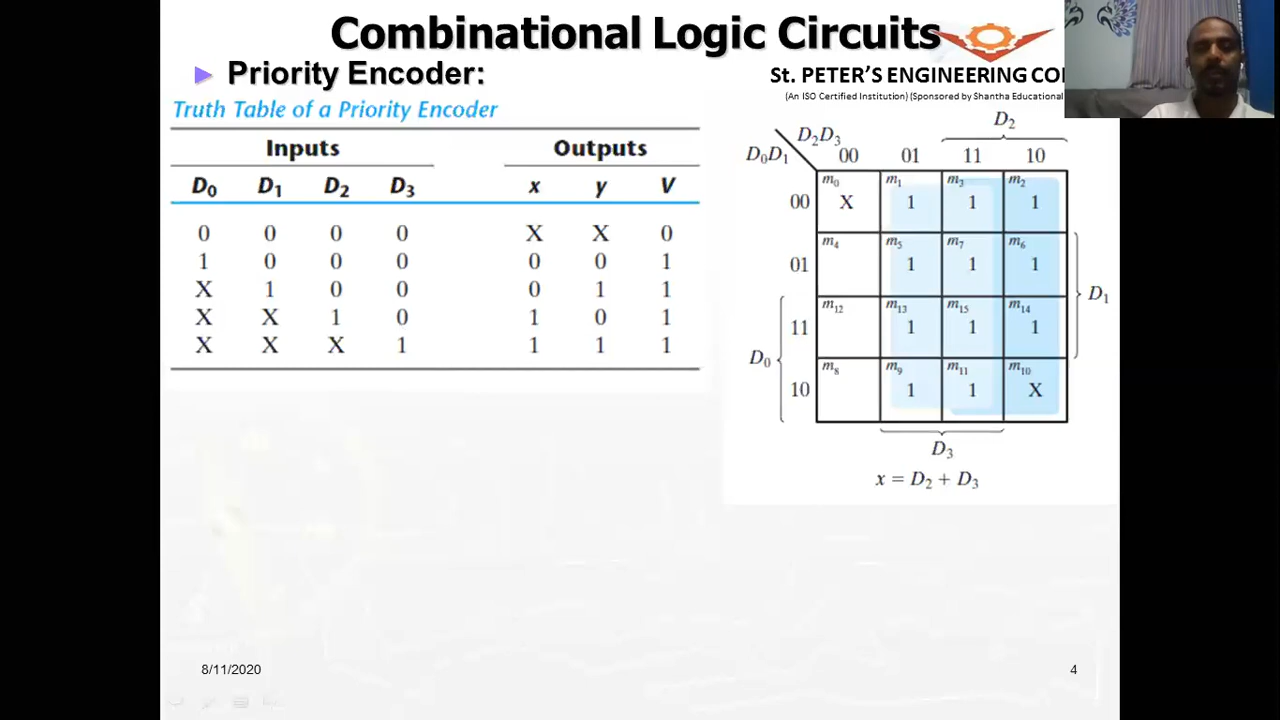 Combinational Logic Circuits
► Priority Encoder:
St. PETER'S ENGINEERING CO
(An ISO Certified Institution) (Sponsored by Shantha Educational
Truth Table of a Priority Encoder
Inputs Outputs
D0 D1 D2 D3 x y V
0 0 0 0 X X 0
1 0 0 0 0 0 1
X 1 0 0 0 1 1
X X 1 0 1 0 1
X X X 1 1 1 1
D2
D2D3
D0D1 00 01 11 10
m0 m1 m3 m2
00 X 1 1 1
m4 m5 m7 m6
01 1 1 1
D1
m12 m13 m15 m14
11 1 1 1
D0
m8 m9 m11 m10
10 1 1 X
D3
x = D2 + D3
8/11/2020 4